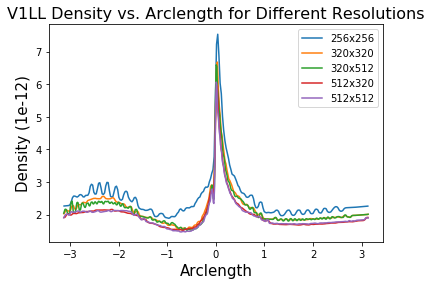 V1LL Density vs. Arclength for Different Resolutions
Density (1e-12)
7
6
5
4
3
2
256x256
320x320
320x512
512x320
512x512
−3 −2 −1 0 1 2 3
Arclength